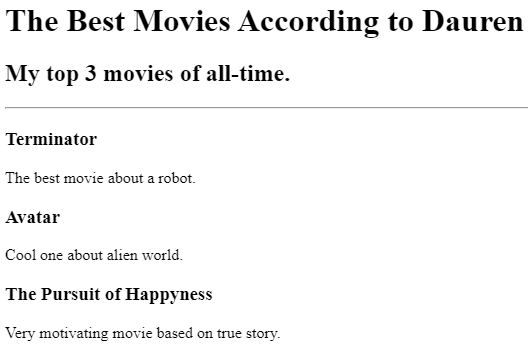 The Best Movies According to Dauren
My top 3 movies of all-time.
Terminator
The best movie about a robot.
Avatar
Cool one about alien world.
The Pursuit of Happyness
Very motivating movie based on true story.